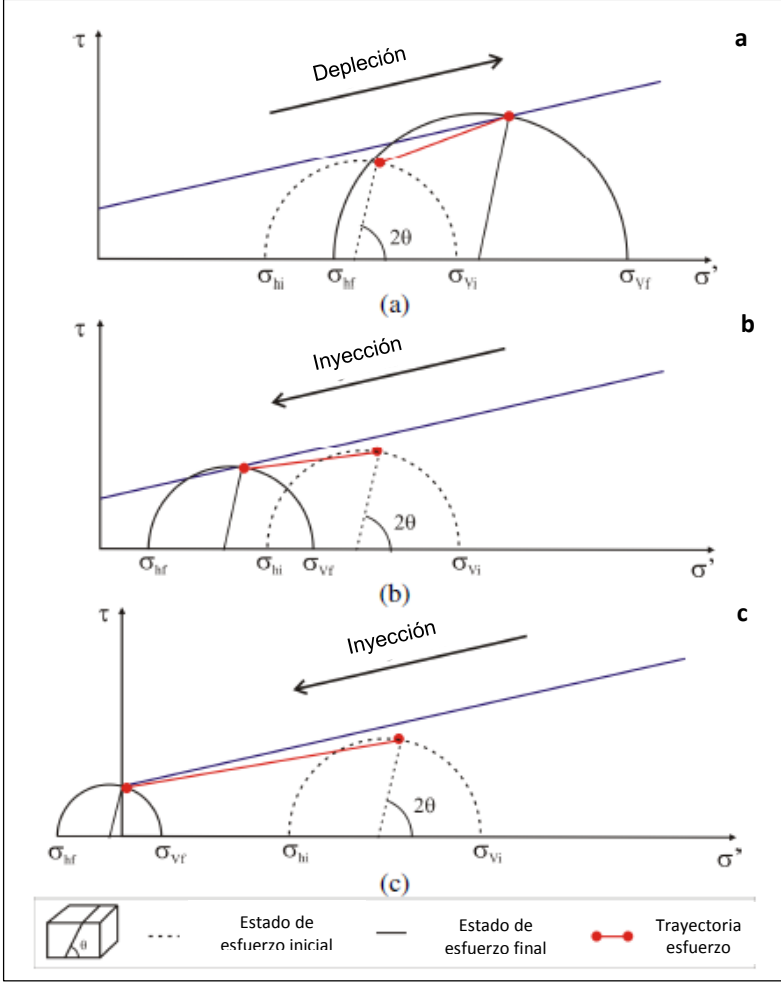 τ
a
Depleción
2θ
σhi σhf σVi σVf σ’
(a)
τ
b
Inyección
2θ
σhf σhi σVf σVi σ’
(b)
τ
c
Inyección
2θ
σhf σVf σhi σVi σ’
(c)
θ
Estado de
esfuerzo inicial
Estado de
esfuerzo final
Trayectoria
esfuerzo